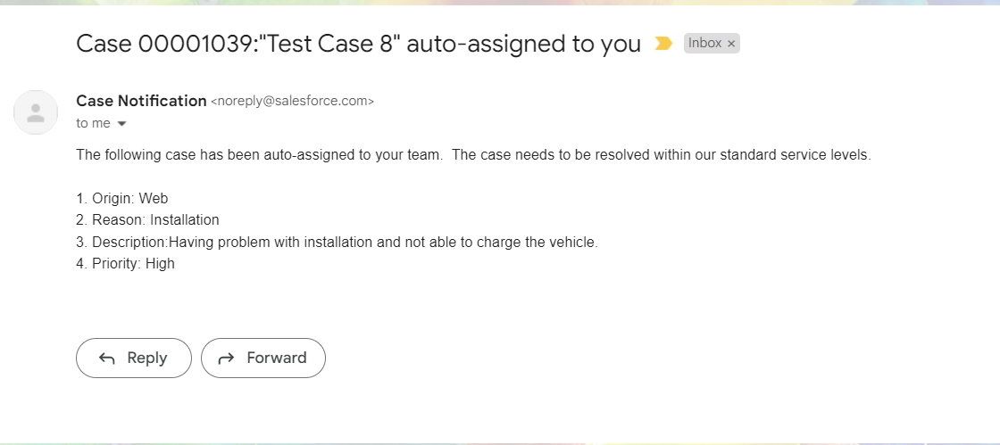 Case 00001039:"Test Case 8" auto-assigned to you Inbox ×
Case Notification <noreply@salesforce.com>
to me
The following case has been auto-assigned to your team.  The case needs to be resolved within our standard service levels.
1. Origin: Web
2. Reason: Installation
3. Description:Having problem with installation and not able to charge the vehicle.
4. Priority: High
Reply Forward